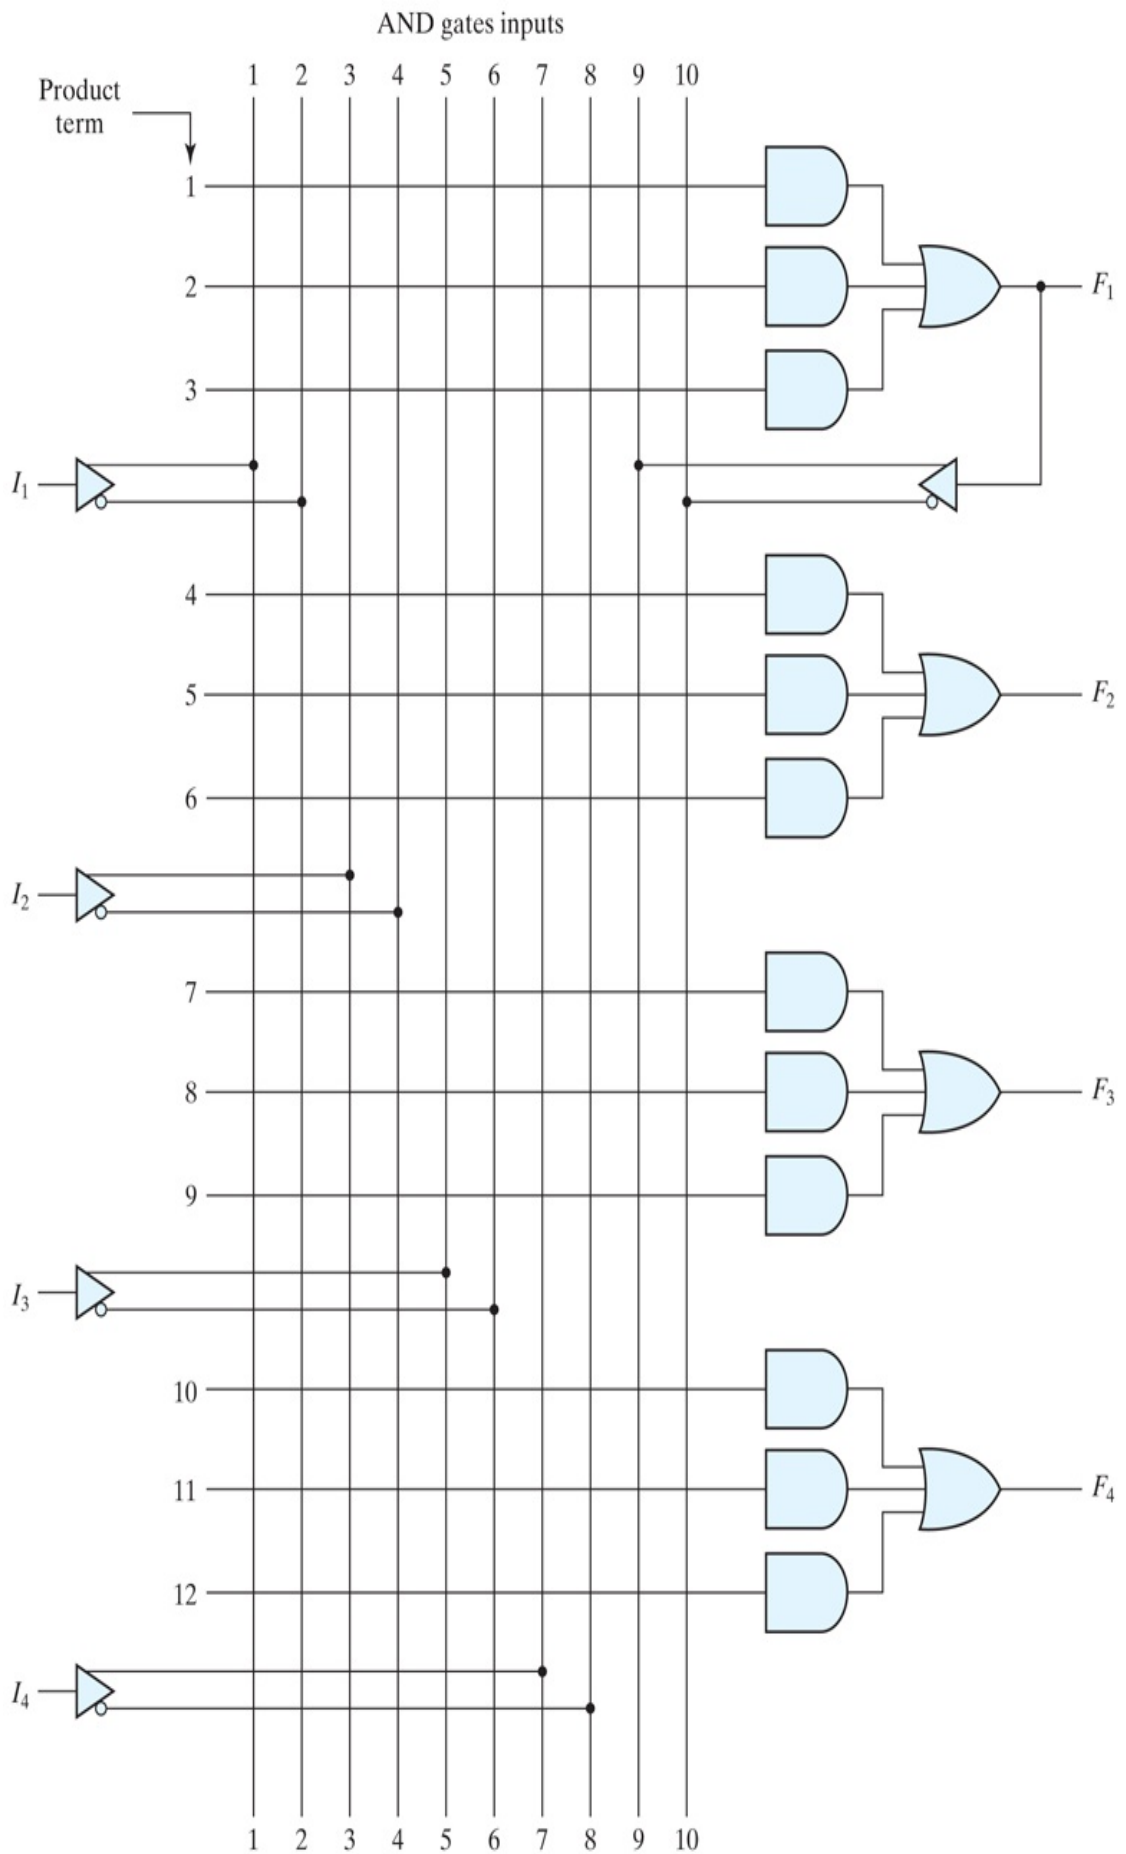 AND gates inputs
1 2 3 4 5 6 7 8 9 10
Product
term
1
2
F₁
3
I₁
4
5
F₂
6
I₂
7
8
F₃
9
I₃
10
11
F₄
12
I₄
1 2 3 4 5 6 7 8 9 10